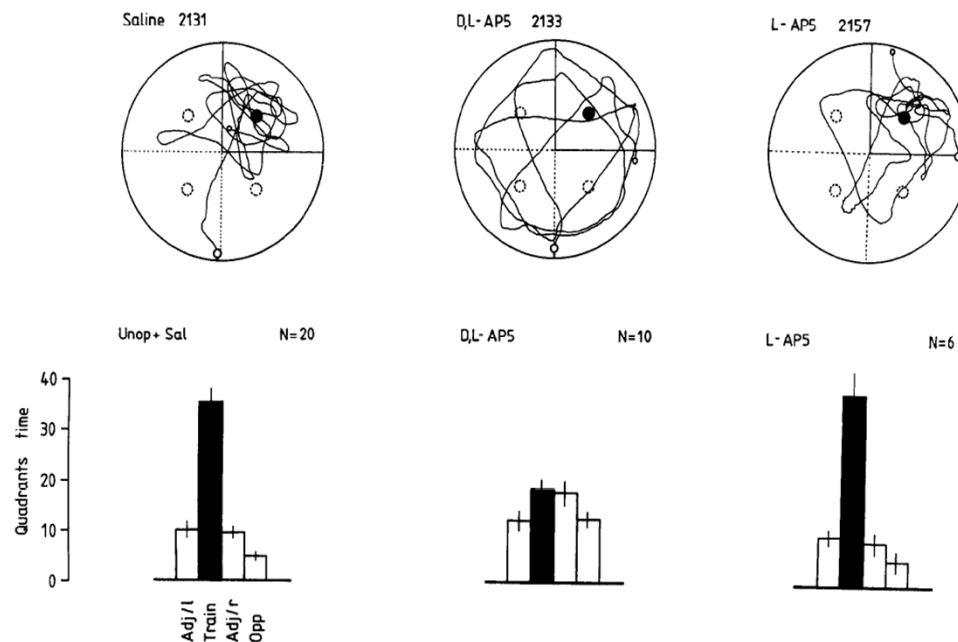 Saline 2131
D,L-AP5 2133
L-AP5 2157
Unop+Sal N=20
D,L-AP5 N=10
L-AP5 N=6
Quadrants time
40
30
20
10
0
Adj/l
Train
Adj/r
Opp